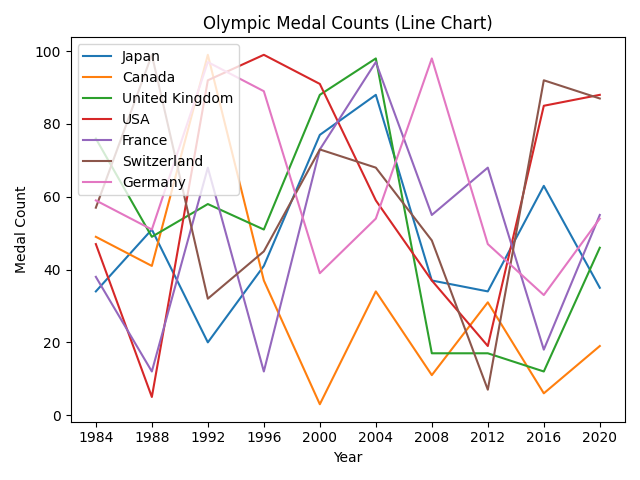 Olympic Medal Counts (Line Chart)
Japan
Canada
United Kingdom
USA
France
Switzerland
Germany
100
80
60
40
20
0
Medal Count
1984 1988 1992 1996 2000 2004 2008 2012 2016 2020
Year